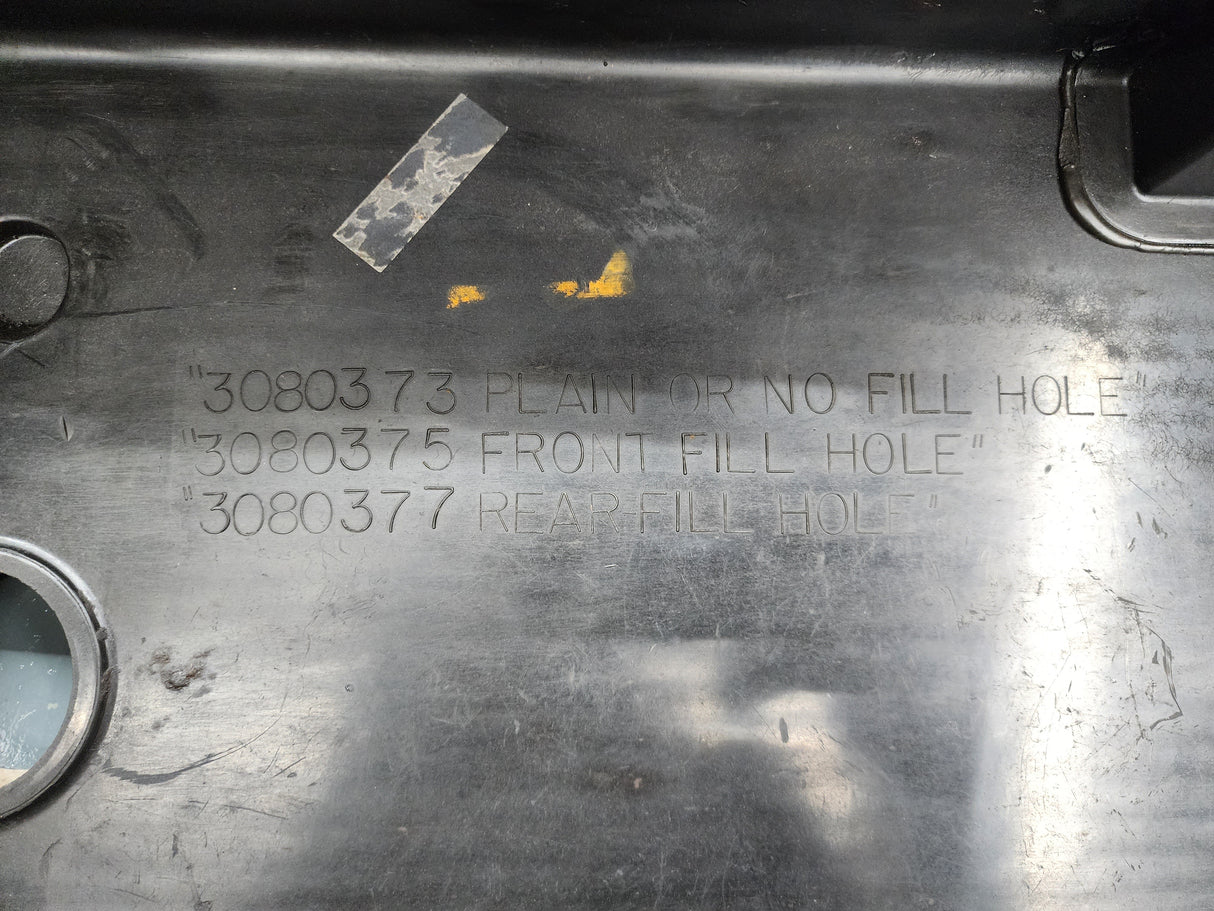 "3080373 PLAIN OR NO FILL HOLE"
"3080375 FRONT FILL HOLE"
"3080377 REAR FILL HOLE"